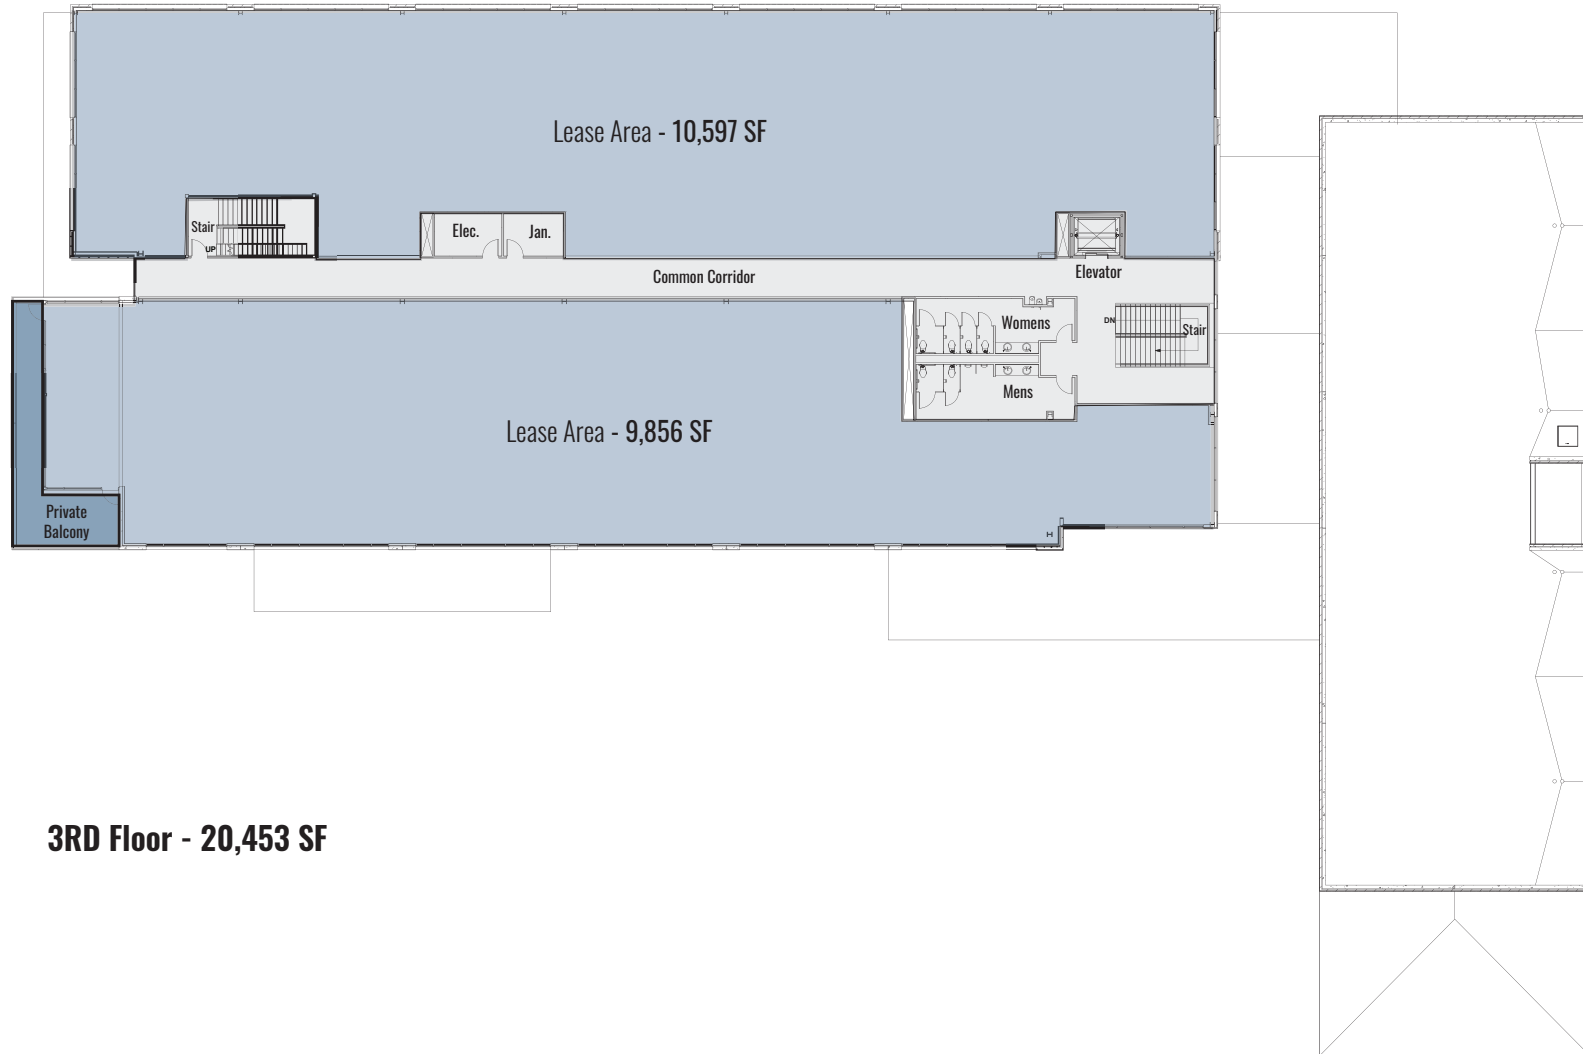 Lease Area - 10,597 SF
Stair
UP
Elec.
Jan.
Common Corridor
Elevator
Womens
DN
Stair
Mens
Lease Area - 9,856 SF
Private
Balcony
3RD Floor - 20,453 SF